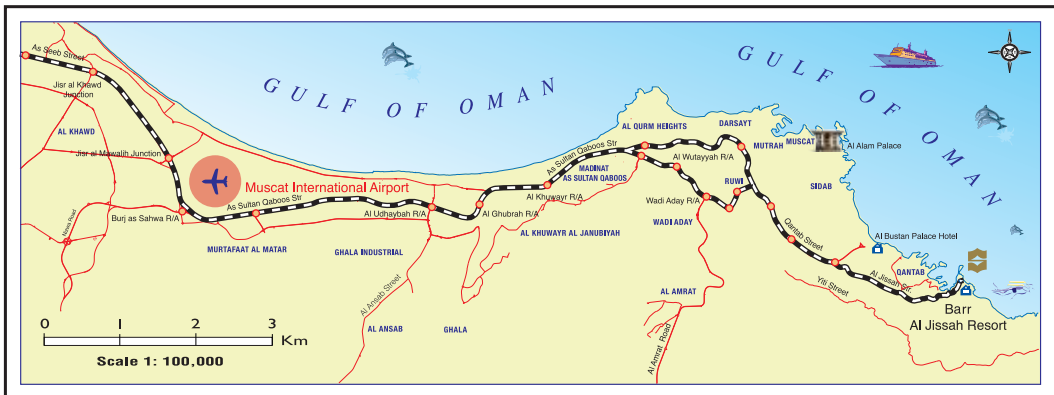 As Seeb Street
Jisr al Khawd
Junction
AL KHAWD
Jisr al Mawalih Junction
Muscat International Airport
As Sultan Qaboos Str
Burj as Sahwa R/A
Nizwa Road
MURTAFAAT AL MATAR
GULF OF OMAN
GULF OF OMAN
Al Udhaybah R/A
GHALA INDUSTRIAL
Al Ansab Street
AL ANSAB
GHALA
Al Ghubrah R/A
AL KHUWAYR AL JANUBIYAH
Al Khuwayr R/A
As Sultan Qaboos Str
MADINAT
AS SULTAN QABOOS
AL QURM HEIGHTS
DARSAYT
Al Wutayyah R/A
MUTRAH
MUSCAT
Al Alam Palace
RUWI
SIDAB
Wadi Aday R/A
WADI ADAY
Qantab Street
Al Bustan Palace Hotel
QANTAB
Al Jissah Str.
Yiti Street
AL AMRAT
Al Amrat Road
Barr
Al Jissah Resort
0 1 2 3
Km
Scale 1: 100,000